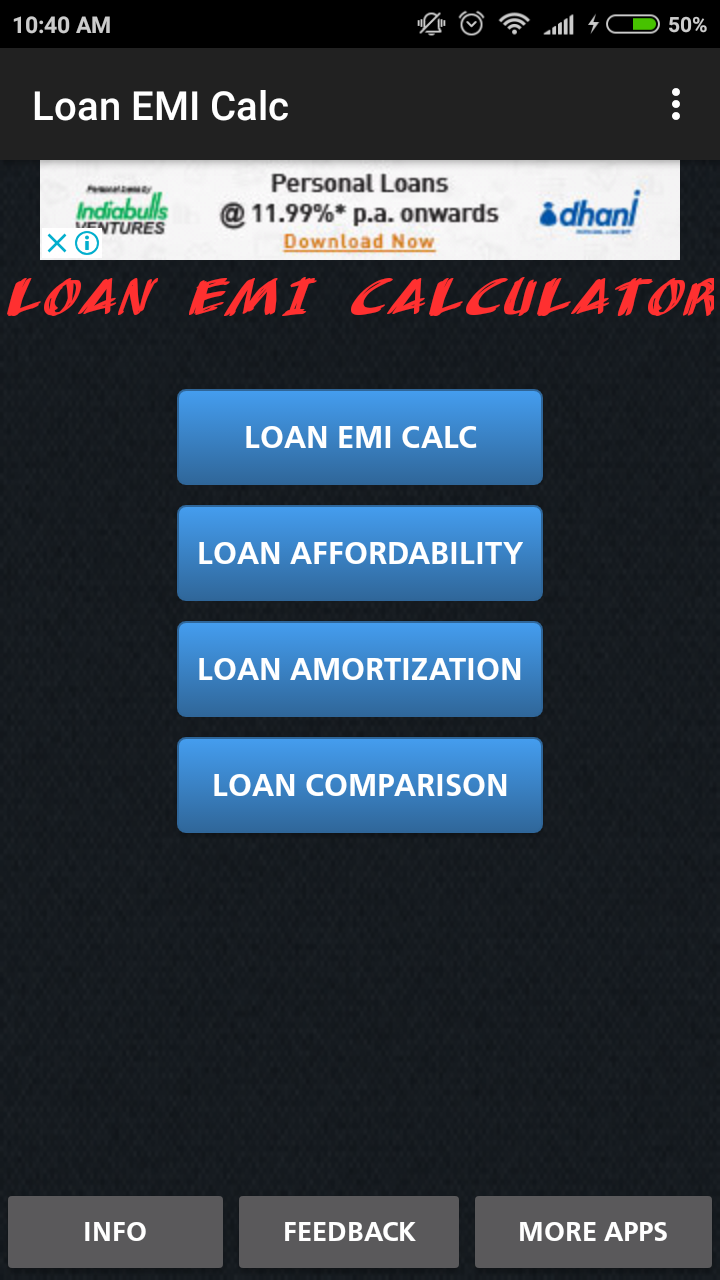 10:40 AM
50%
Loan EMI Calc
Personal Loans by
Indiabulls
VENTURES
Personal Loans
@ 11.99%* p.a. onwards
Download Now
dhani
LOAN EMI CALCULATOR
LOAN EMI CALC
LOAN AFFORDABILITY
LOAN AMORTIZATION
LOAN COMPARISON
INFO
FEEDBACK
MORE APPS